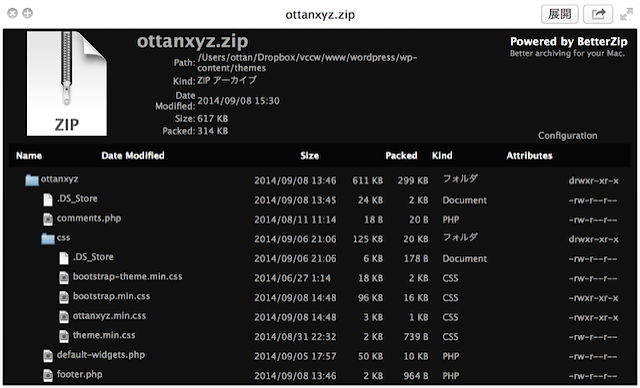 ottanxyz.zip
展開
ZIP
ottanxyz.zip
Path: /Users/ottan/Dropbox/vccw/www/wordpress/wp-
content/themes
Kind: ZIP アーカイブ
Date
Modified: 2014/09/08 15:30
Size: 617 KB
Packed: 314 KB
Powered by BetterZip
Better archiving for your Mac.
Configuration
Name Date Modified Size Packed Kind Attributes
ottanxyz 2014/09/08 13:46 611 KB 299 KB フォルダ drwxr-xr-x
.DS_Store 2014/09/08 13:45 24 KB 2 KB Document -rw-r--r--
comments.php 2014/08/11 11:14 18 B 20 B PHP -rw-r--r--
css 2014/09/06 21:06 125 KB 20 KB フォルダ drwxr-xr-x
.DS_Store 2014/09/06 21:06 6 KB 178 B Document -rw-r--r--
bootstrap-theme.min.css 2014/06/27 1:14 18 KB 2 KB CSS -rw-r--r--
bootstrap.min.css 2014/09/08 14:48 96 KB 16 KB CSS -rwxr-xr-x
ottanxyz.min.css 2014/09/08 14:48 3 KB 1 KB CSS -rwxr-xr-x
theme.min.css 2014/08/31 22:32 2 KB 739 B CSS -rw-r--r--
default-widgets.php 2014/09/05 17:57 50 KB 10 KB PHP -rw-r--r--
footer.php 2014/09/08 13:46 2 KB 964 B PHP -rw-r--r--